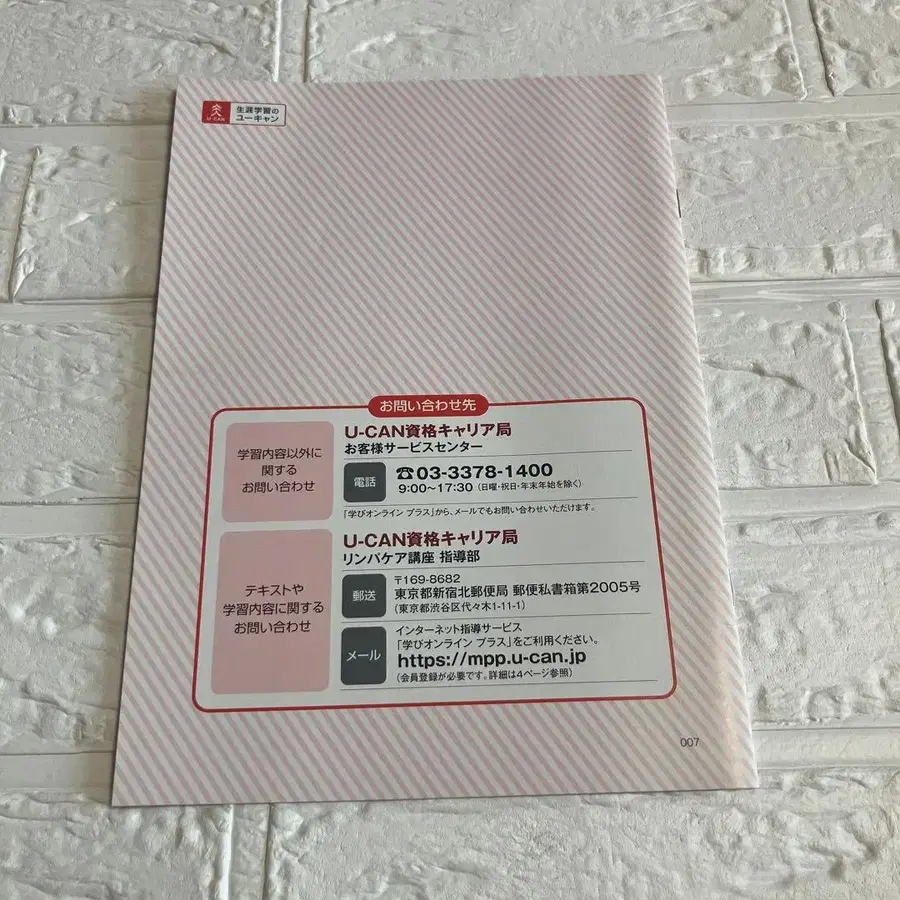 U-CAN
生涯学習の
ユーキャン
お問い合わせ先
学習内容以外に
関する
お問い合わせ
U-CAN資格キャリア局
お客様サービスセンター
電話
☎03-3378-1400
9:00〜17:30 (日曜・祝日・年末年始を除く)
「学びオンライン プラス」から、メールでもお問い合わせいただけます。
テキストや
学習内容に関する
お問い合わせ
U-CAN資格キャリア局
リンパケア講座 指導部
郵送
〒169-8682
東京都新宿北郵便局 郵便私書箱第2005号
(東京都渋谷区代々木1-11-1)
メール
インターネット指導サービス
「学びオンライン プラス」をご利用ください。
https://mpp.u-can.jp
(会員登録が必要です。詳細は4ページ参照)
007